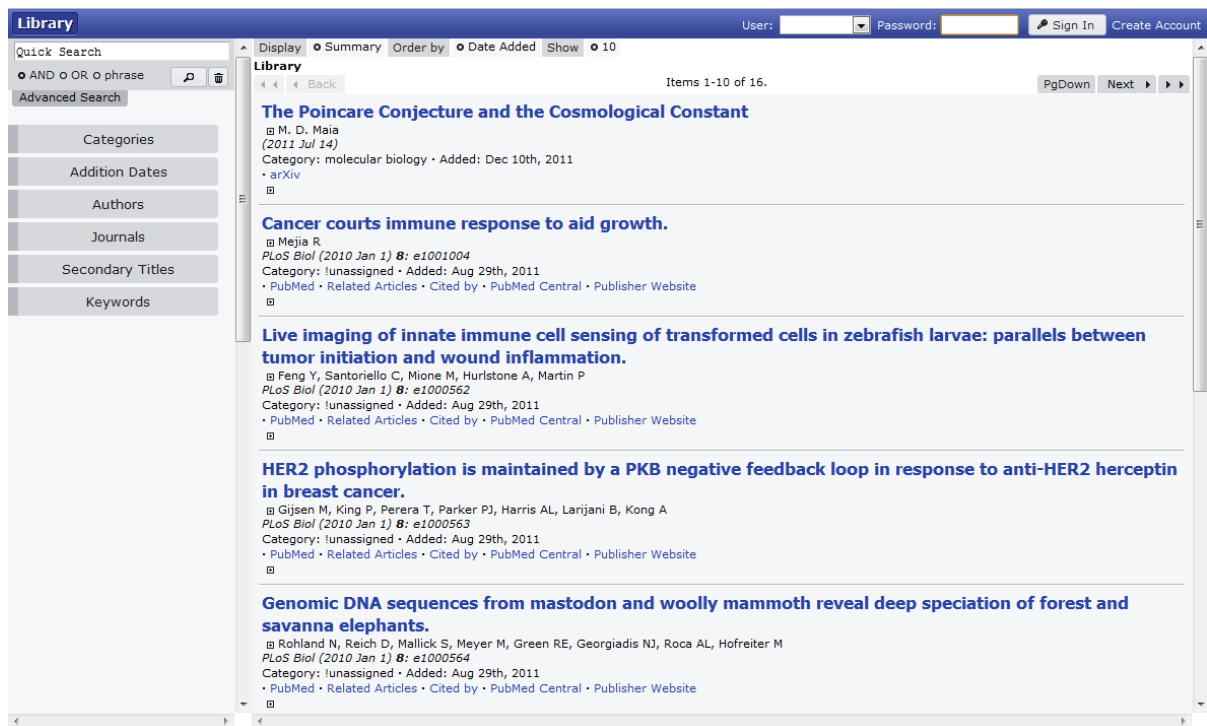 Library User: Password: Sign In Create Account
Quick Search
AND OR phrase
Advanced Search
Categories
Addition Dates
Authors
Journals
Secondary Titles
Keywords
Display Summary Order by Date Added Show 10
Library
Back Items 1-10 of 16. PgDown Next
The Poincare Conjecture and the Cosmological Constant
M. D. Maia
(2011 Jul 14)
Category: molecular biology • Added: Dec 10th, 2011
• arXiv
Cancer courts immune response to aid growth.
Mejia R
PLoS Biol (2010 Jan 1) 8: e1001004
Category: !unassigned • Added: Aug 29th, 2011
• PubMed • Related Articles • Cited by • PubMed Central • Publisher Website
Live imaging of innate immune cell sensing of transformed cells in zebrafish larvae: parallels between
tumor initiation and wound inflammation.
Feng Y, Santoriello C, Mione M, Hurlstone A, Martin P
PLoS Biol (2010 Jan 1) 8: e1000562
Category: !unassigned • Added: Aug 29th, 2011
• PubMed • Related Articles • Cited by • PubMed Central • Publisher Website
HER2 phosphorylation is maintained by a PKB negative feedback loop in response to anti-HER2 herceptin
in breast cancer.
Gijsen M, King P, Perera T, Parker PJ, Harris AL, Larijani B, Kong A
PLoS Biol (2010 Jan 1) 8: e1000563
Category: !unassigned • Added: Aug 29th, 2011
• PubMed • Related Articles • Cited by • PubMed Central • Publisher Website
Genomic DNA sequences from mastodon and woolly mammoth reveal deep speciation of forest and
savanna elephants.
Rohland N, Reich D, Mallick S, Meyer M, Green RE, Georgiadis NJ, Roca AL, Hofreiter M
PLoS Biol (2010 Jan 1) 8: e1000564
Category: !unassigned • Added: Aug 29th, 2011
• PubMed • Related Articles • Cited by • PubMed Central • Publisher Website